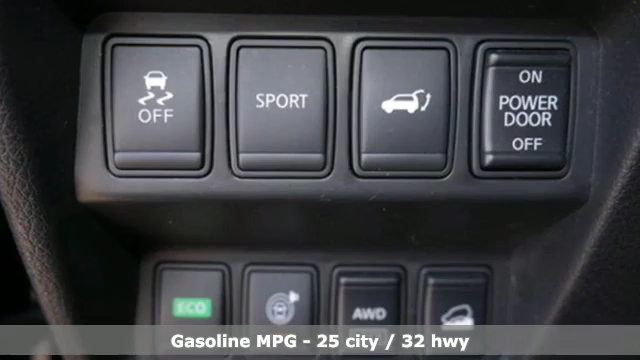 OFF
SPORT
ON
POWER
DOOR
OFF
ECO
AWD
Gasoline MPG - 25 city / 32 hwy